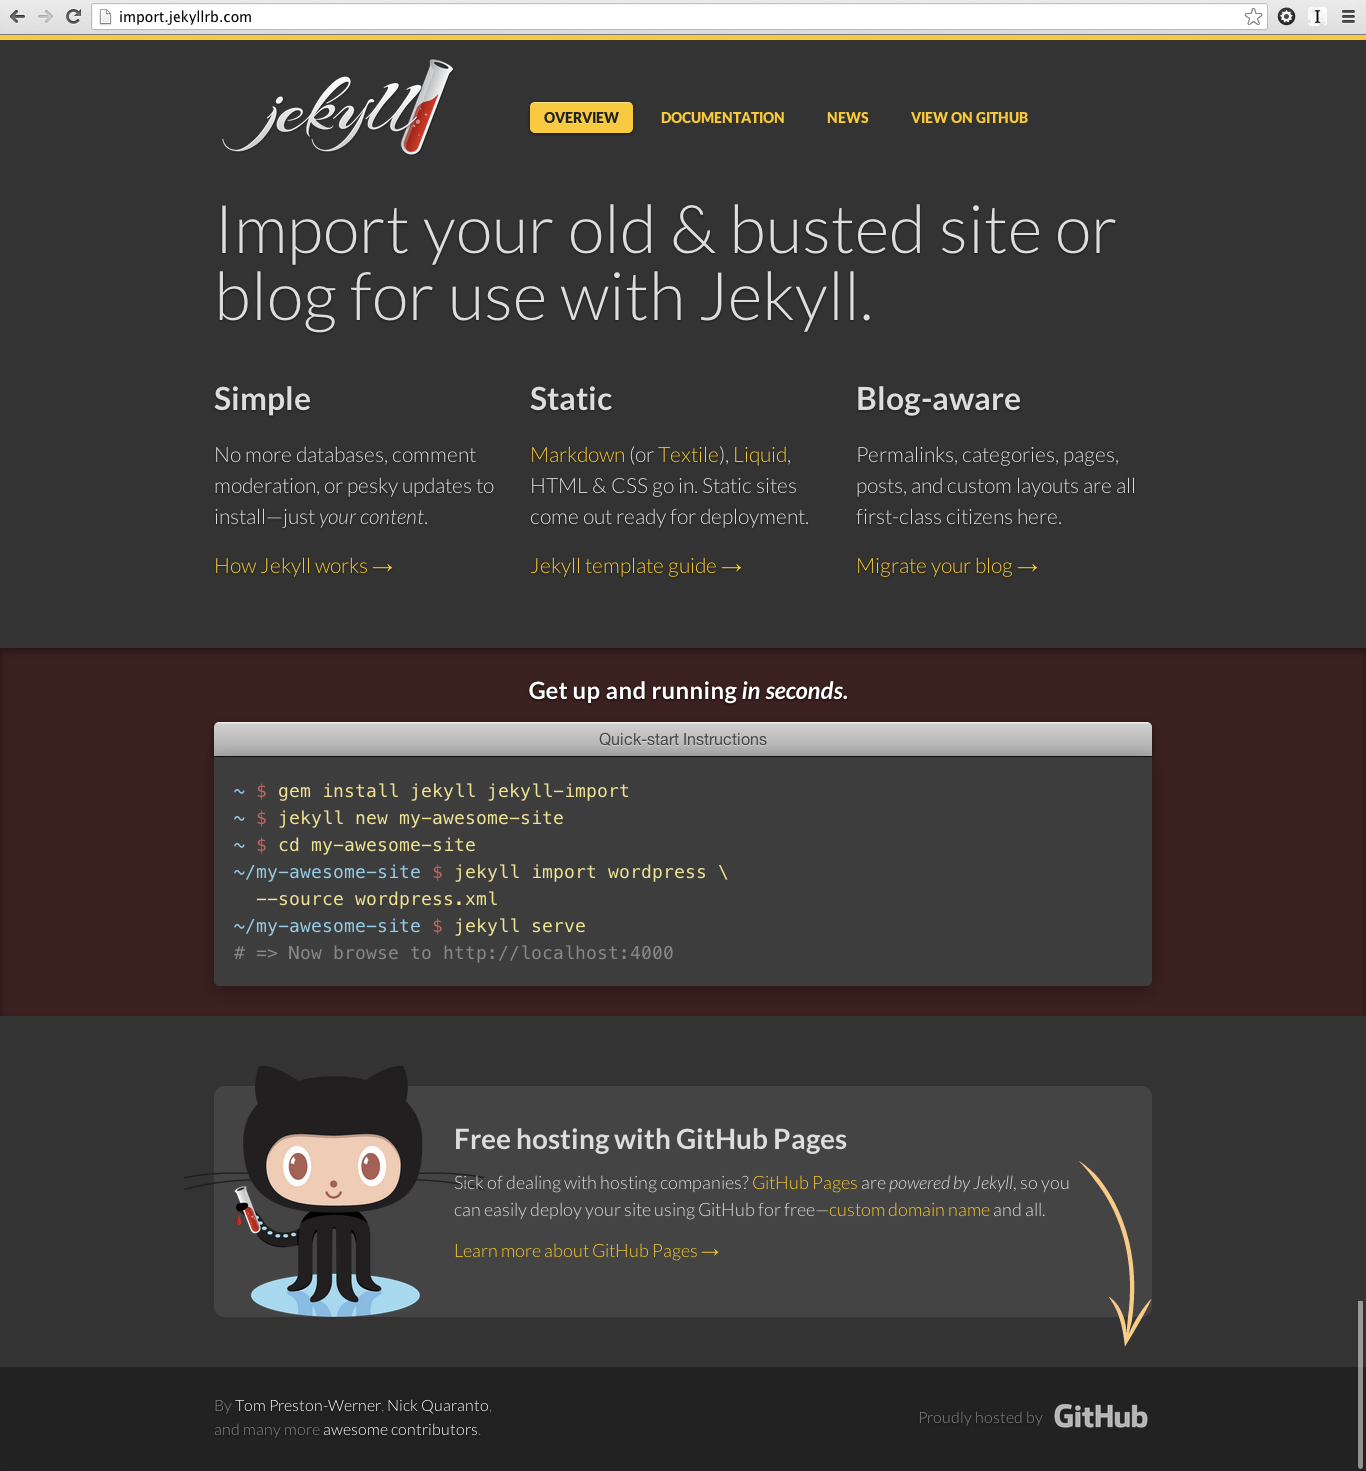 import.jekyllrb.com
jekyll
OVERVIEW DOCUMENTATION NEWS VIEW ON GITHUB
Import your old & busted site or
blog for use with Jekyll.
Simple
No more databases, comment
moderation, or pesky updates to
install—just your content.
How Jekyll works →
Static
Markdown (or Textile), Liquid,
HTML & CSS go in. Static sites
come out ready for deployment.
Jekyll template guide →
Blog-aware
Permalinks, categories, pages,
posts, and custom layouts are all
first-class citizens here.
Migrate your blog →
Get up and running in seconds.
Quick-start Instructions
~ $ gem install jekyll jekyll-import
~ $ jekyll new my-awesome-site
~ $ cd my-awesome-site
~/my-awesome-site $ jekyll import wordpress \
--source wordpress.xml
~/my-awesome-site $ jekyll serve
# => Now browse to http://localhost:4000
Free hosting with GitHub Pages
Sick of dealing with hosting companies? GitHub Pages are powered by Jekyll, so you
can easily deploy your site using GitHub for free—custom domain name and all.
Learn more about GitHub Pages →
By Tom Preston-Werner, Nick Quaranto,
and many more awesome contributors.
Proudly hosted by GitHub